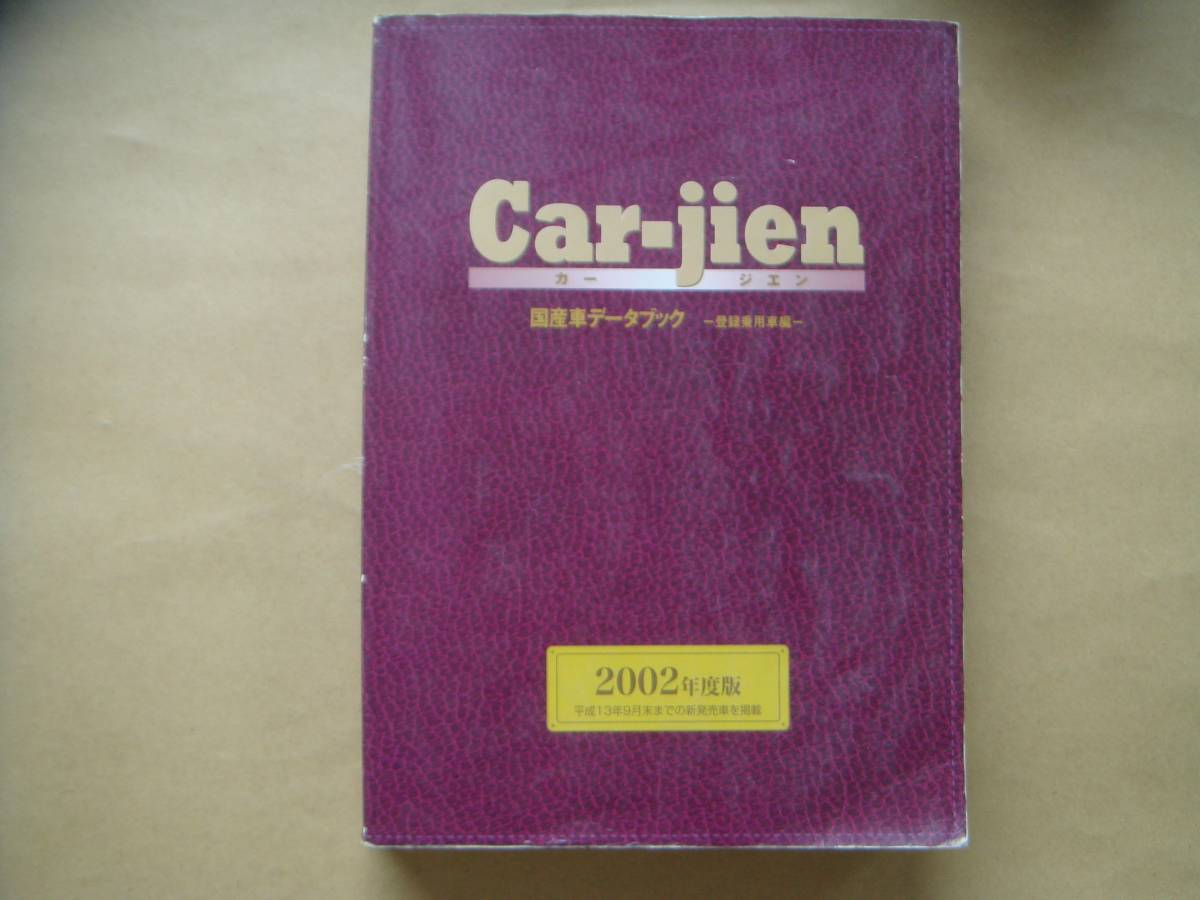 Car-jien
カー ジエン
国産車データブック －登録乗用車編－
2002年度版
平成13年9月末までの新発売車を掲載